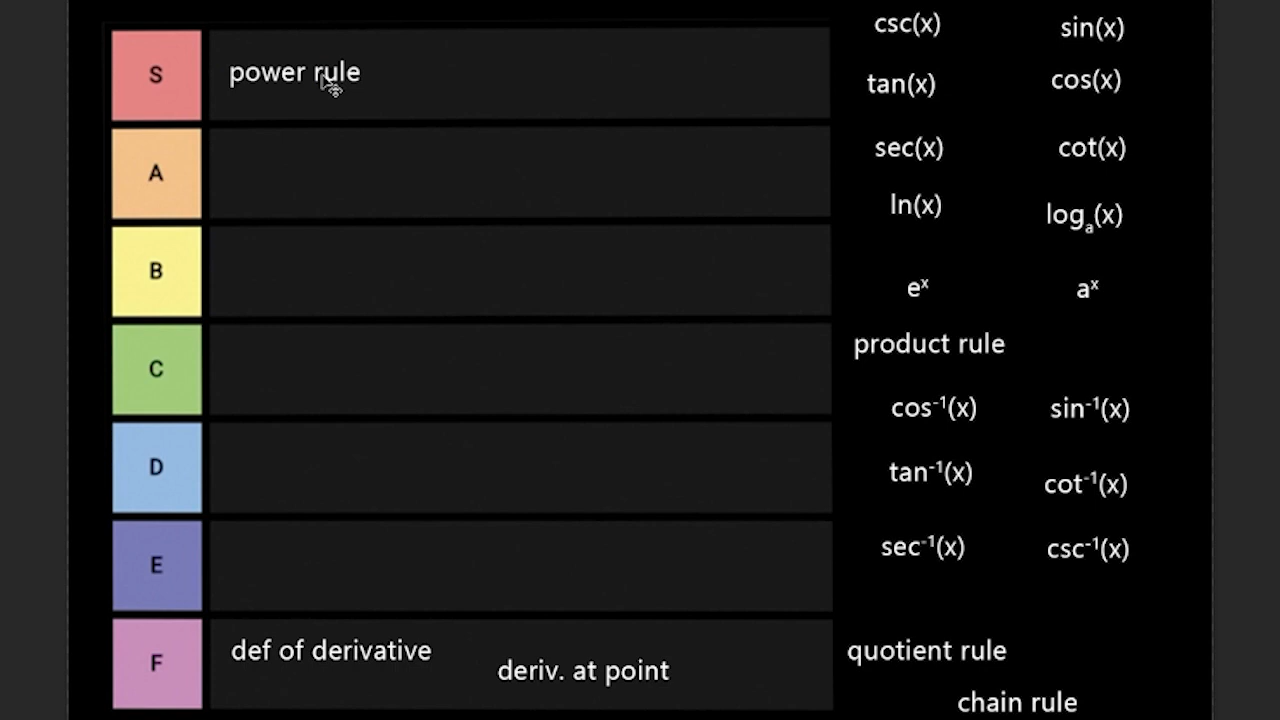 S
power rule
A
B
C
D
E
F
def of derivative
deriv. at point
csc(x)
sin(x)
tan(x)
cos(x)
sec(x)
cot(x)
ln(x)
logₐ(x)
eˣ
aˣ
product rule
cos⁻¹(x)
sin⁻¹(x)
tan⁻¹(x)
cot⁻¹(x)
sec⁻¹(x)
csc⁻¹(x)
quotient rule
chain rule